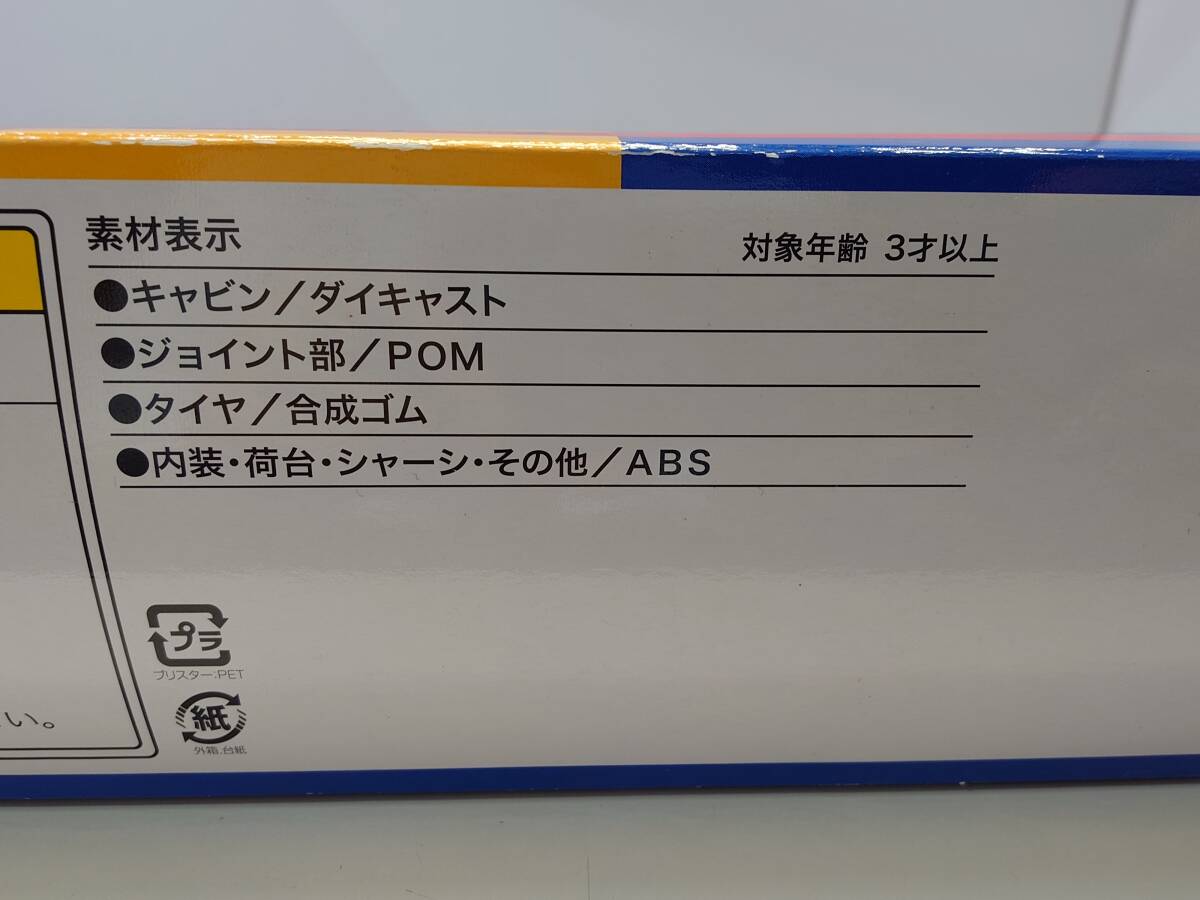 素材表示
対象年齢 3才以上
●キャビン/ダイキャスト
●ジョイント部/POM
●タイヤ/合成ゴム
●内装・荷台・シャーシ・その他/ABS
プラ
ブリスター:PET
紙
外箱.台紙
い。